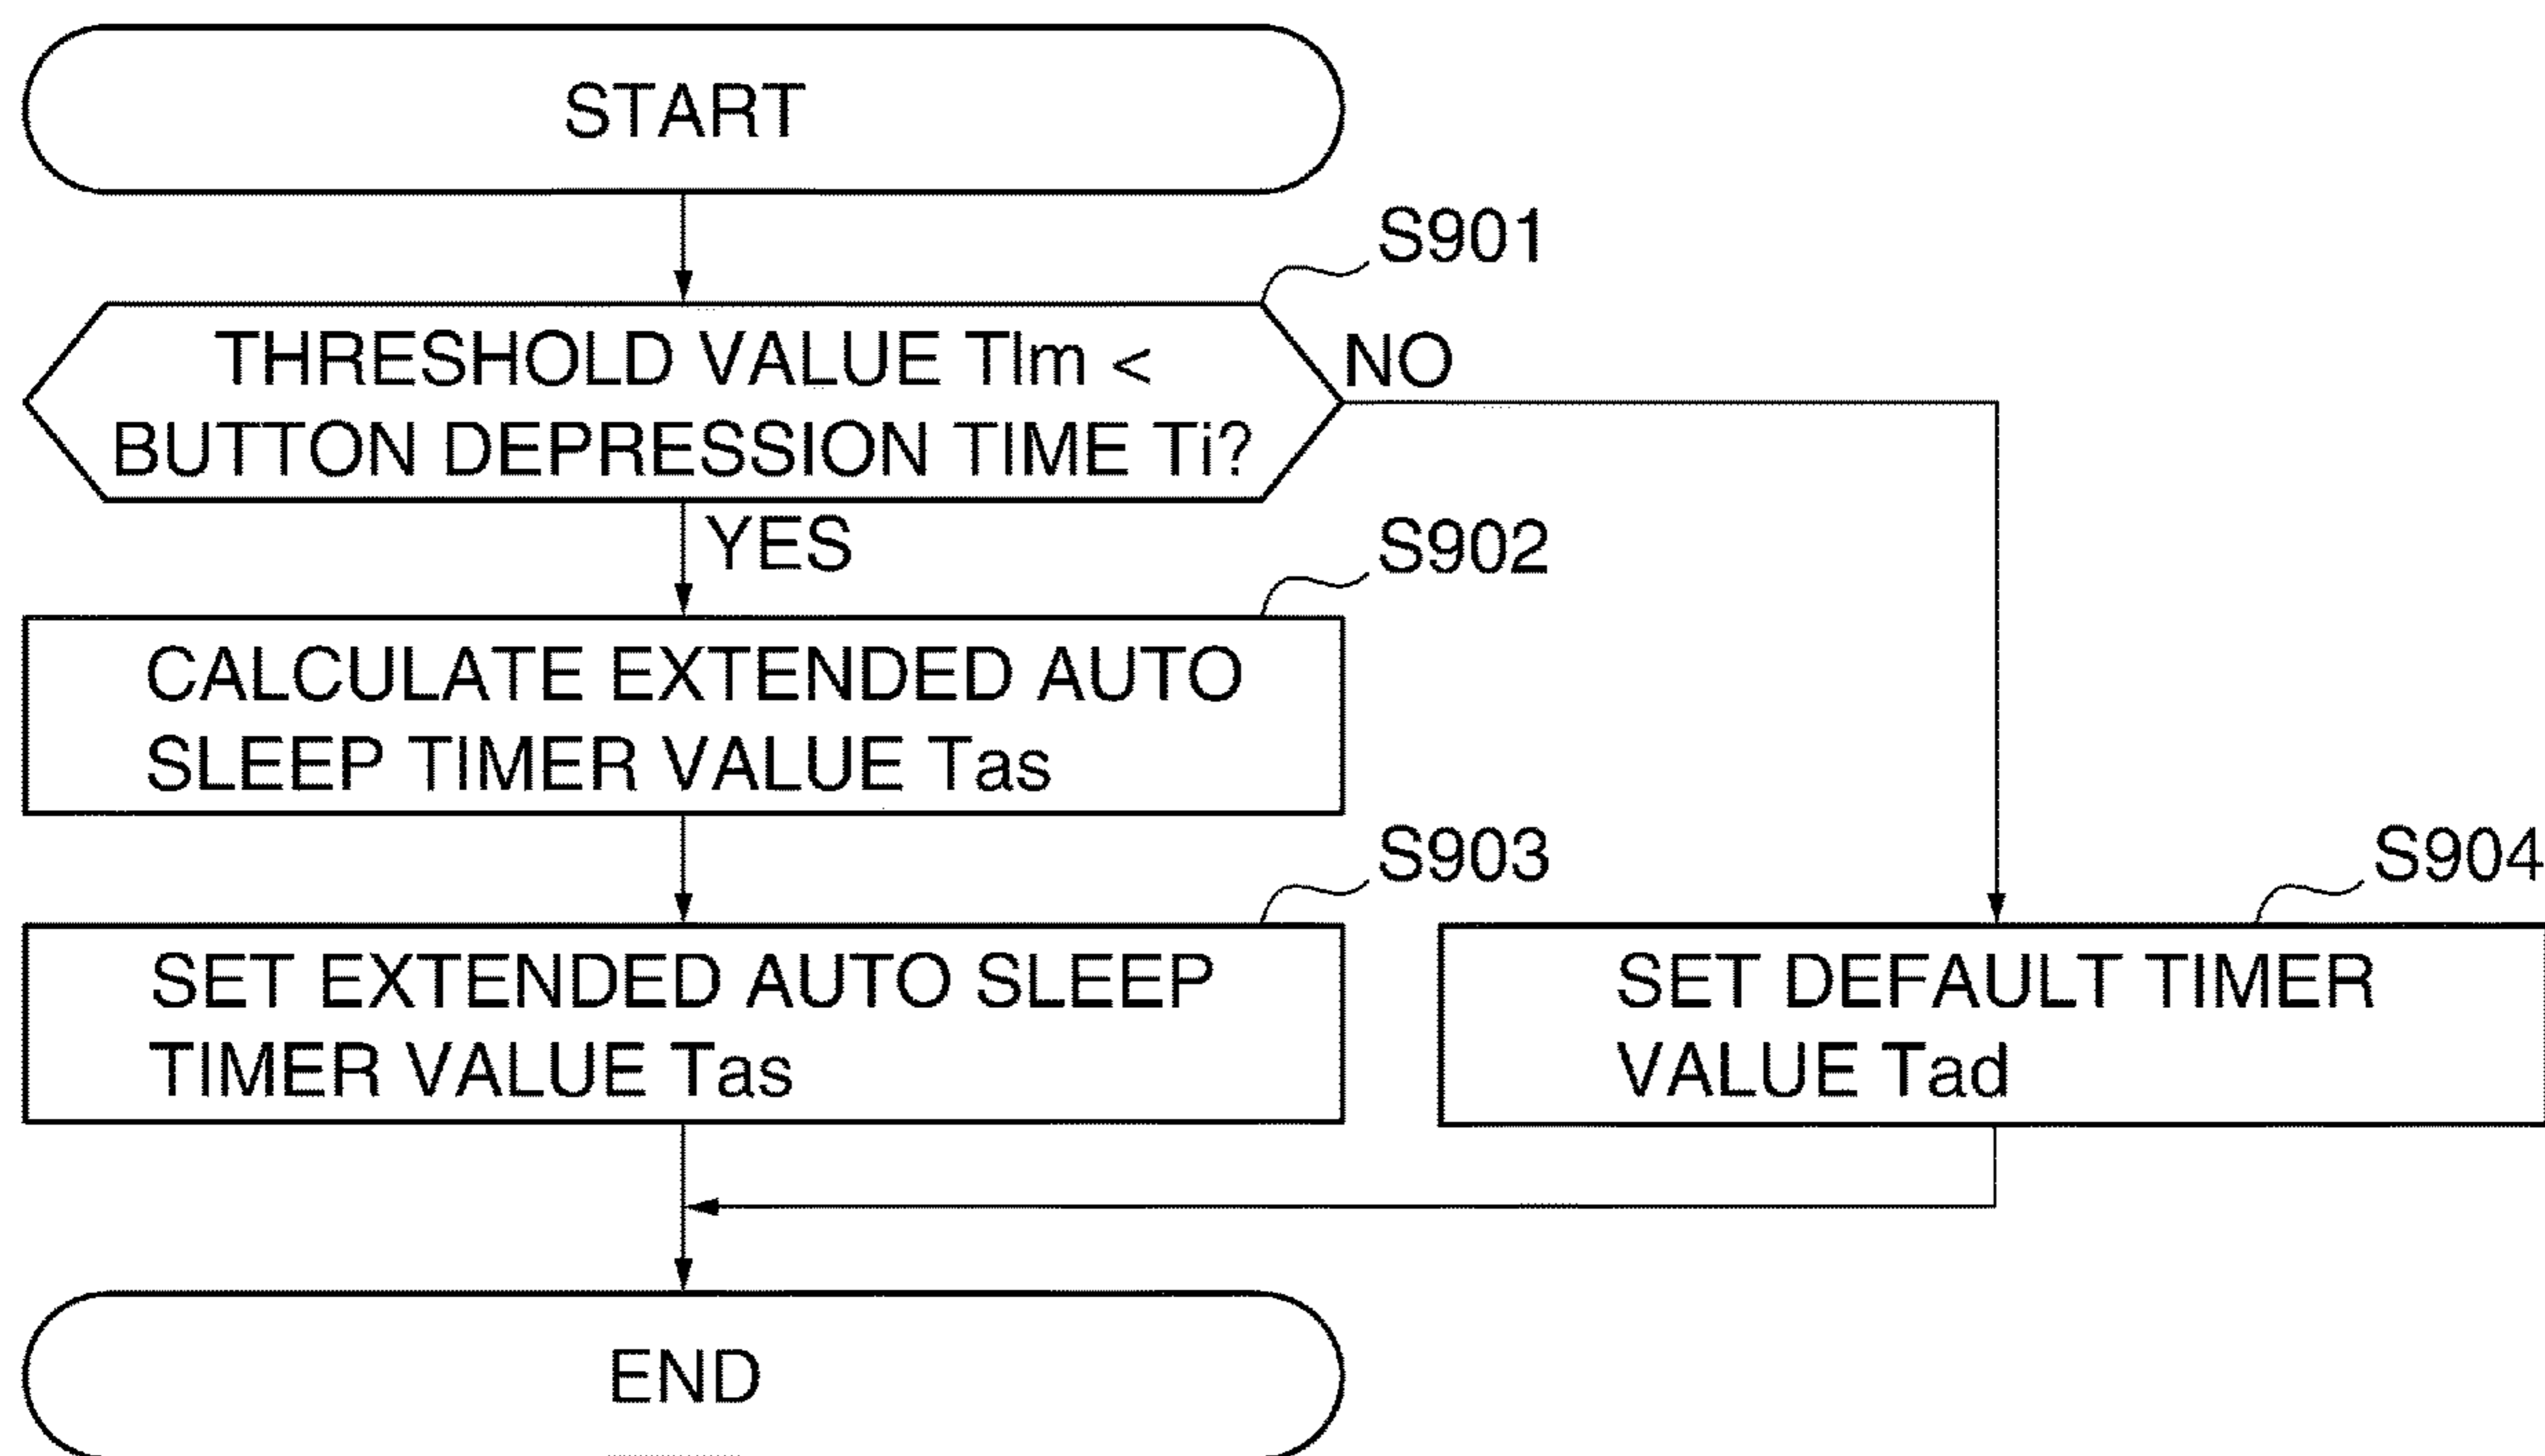 START
S901
THRESHOLD VALUE Tlm <
BUTTON DEPRESSION TIME Ti?
NO
YES
S902
CALCULATE EXTENDED AUTO
SLEEP TIMER VALUE Tas
S903
SET EXTENDED AUTO SLEEP
TIMER VALUE Tas
S904
SET DEFAULT TIMER
VALUE Tad
END